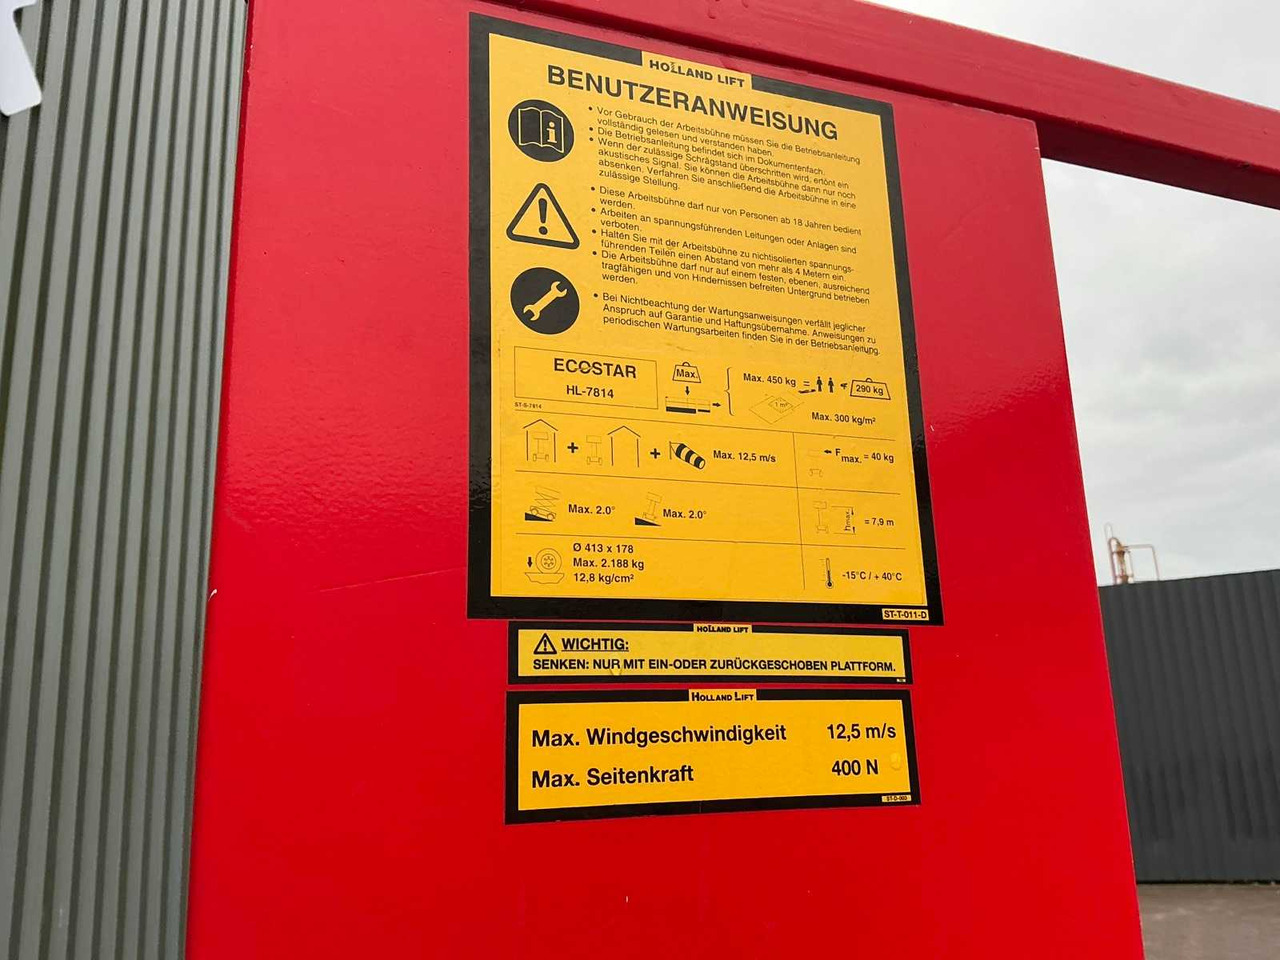 HOLLAND LIFT
BENUTZERANWEISUNG
• Vor Gebrauch der Arbeitsbühne müssen Sie die Betriebsanleitung
vollständig gelesen und verstanden haben.
• Die Betriebsanleitung befindet sich im Dokumentenfach.
• Wenn der zulässige Schrägstand überschritten wird, ertönt ein
akustisches Signal. Sie können die Arbeitsbühne dann nur noch
absenken. Verfahren Sie anschließend die Arbeitsbühne in eine
zulässige Stellung.
• Diese Arbeitsbühne darf nur von Personen ab 18 Jahren bedient
werden.
• Arbeiten an spannungsführenden Leitungen oder Anlagen sind
verboten.
• Halten Sie mit der Arbeitsbühne zu nichtisolierten spannungs-
führenden Teilen einen Abstand von mehr als 4 Metern ein.
• Die Arbeitsbühne darf nur auf einem festen, ebenen, ausreichend
tragfähigen und von Hindernissen befreiten Untergrund betrieben
werden.
• Bei Nichtbeachtung der Wartungsanweisungen verfällt jeglicher
Anspruch auf Garantie und Haftungsübernahme. Anweisungen zu
periodischen Wartungsarbeiten finden Sie in der Betriebsanleitung.
ECOSTAR
HL-7814
ST-S-7814
Max.
Max. 450 kg = + 290 kg
1 m²
Max. 300 kg/m²
+ + Max. 12,5 m/s
F max. = 40 kg
Max. 2.0° Max. 2.0°
hmax. = 7,9 m
Ø 413 x 178
Max. 2.188 kg
12,8 kg/cm²
-15°C / + 40°C
ST-T-011-D
HOLLAND LIFT
WICHTIG:
SENKEN: NUR MIT EIN-ODER ZURÜCKGESCHOBEN PLATTFORM.
HOLLAND LIFT
Max. Windgeschwindigkeit 12,5 m/s
Max. Seitenkraft 400 N
ST-D-003